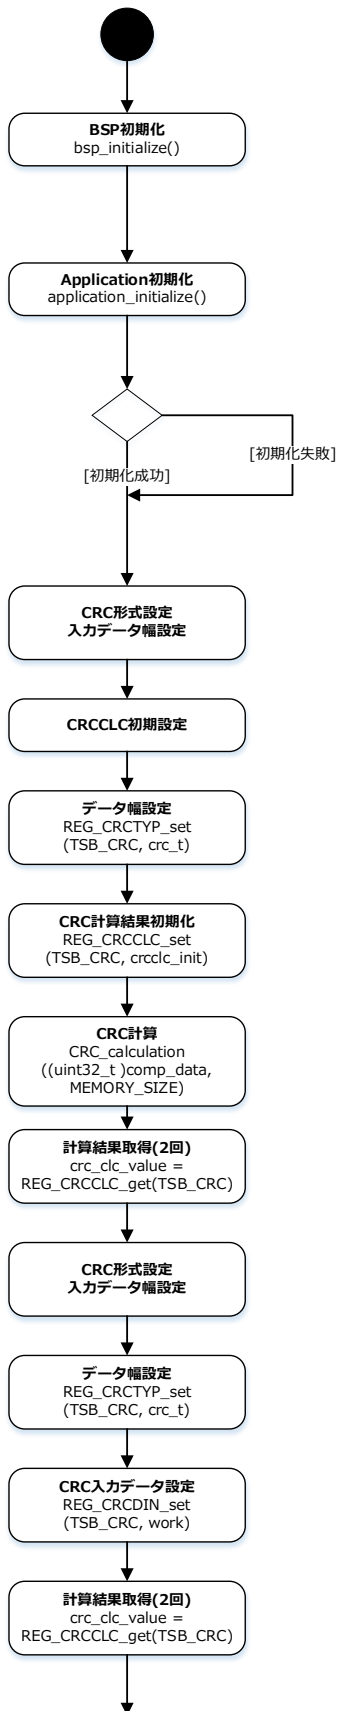 BSP初期化
bsp_initialize()
Application初期化
application_initialize()
[初期化失敗]
[初期化成功]
CRC形式設定
入力データ幅設定
CRCCLC初期設定
データ幅設定
REG_CRCTYP_set
(TSB_CRC, crc_t)
CRC計算結果初期化
REG_CRCCLC_set
(TSB_CRC, crcclc_init)
CRC計算
CRC_calculation
((uint32_t )comp_data,
MEMORY_SIZE)
計算結果取得(2回)
crc_clc_value =
REG_CRCCLC_get(TSB_CRC)
CRC形式設定
入力データ幅設定
データ幅設定
REG_CRCTYP_set
(TSB_CRC, crc_t)
CRC入力データ設定
REG_CRCDIN_set
(TSB_CRC, work)
計算結果取得(2回)
crc_clc_value =
REG_CRCCLC_get(TSB_CRC)